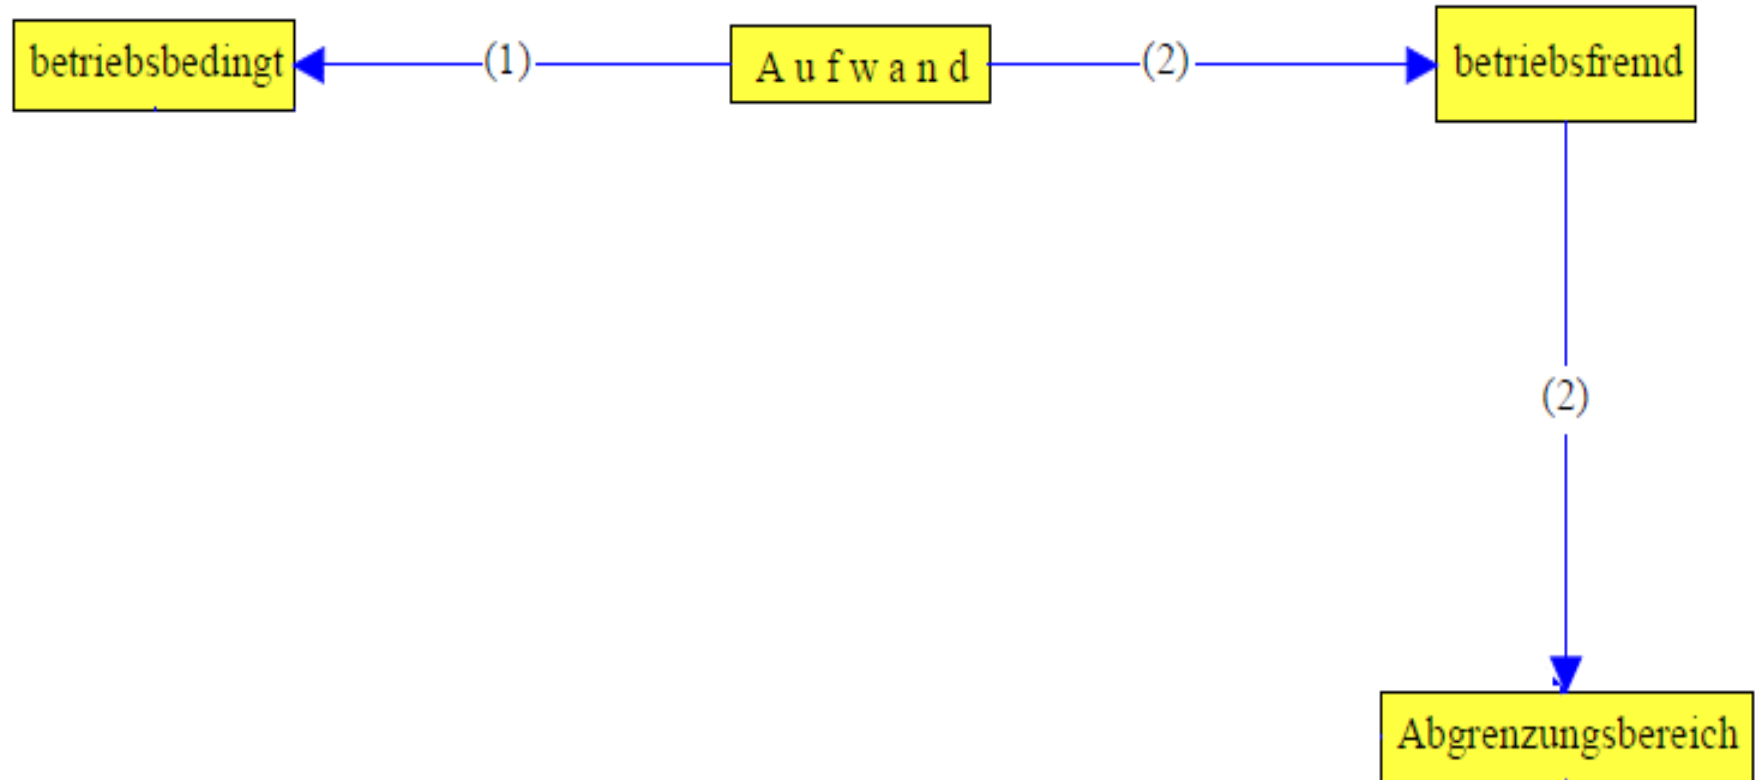 betriebsbedingt
(1)
A u f w a n d
(2)
betriebsfremd
(2)
Abgrenzungsbereich